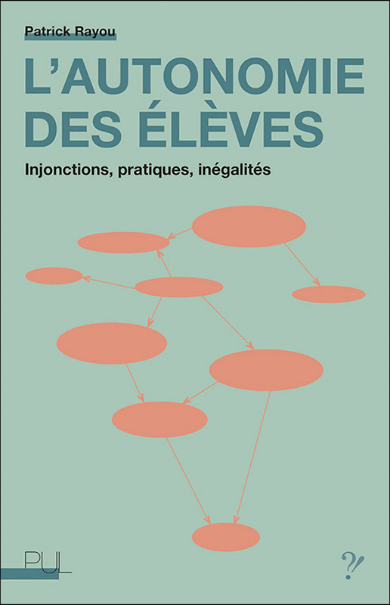 Patrick Rayou
L'AUTONOMIE
DES ÉLÈVES
Injonctions, pratiques, inégalités
PUL
?!